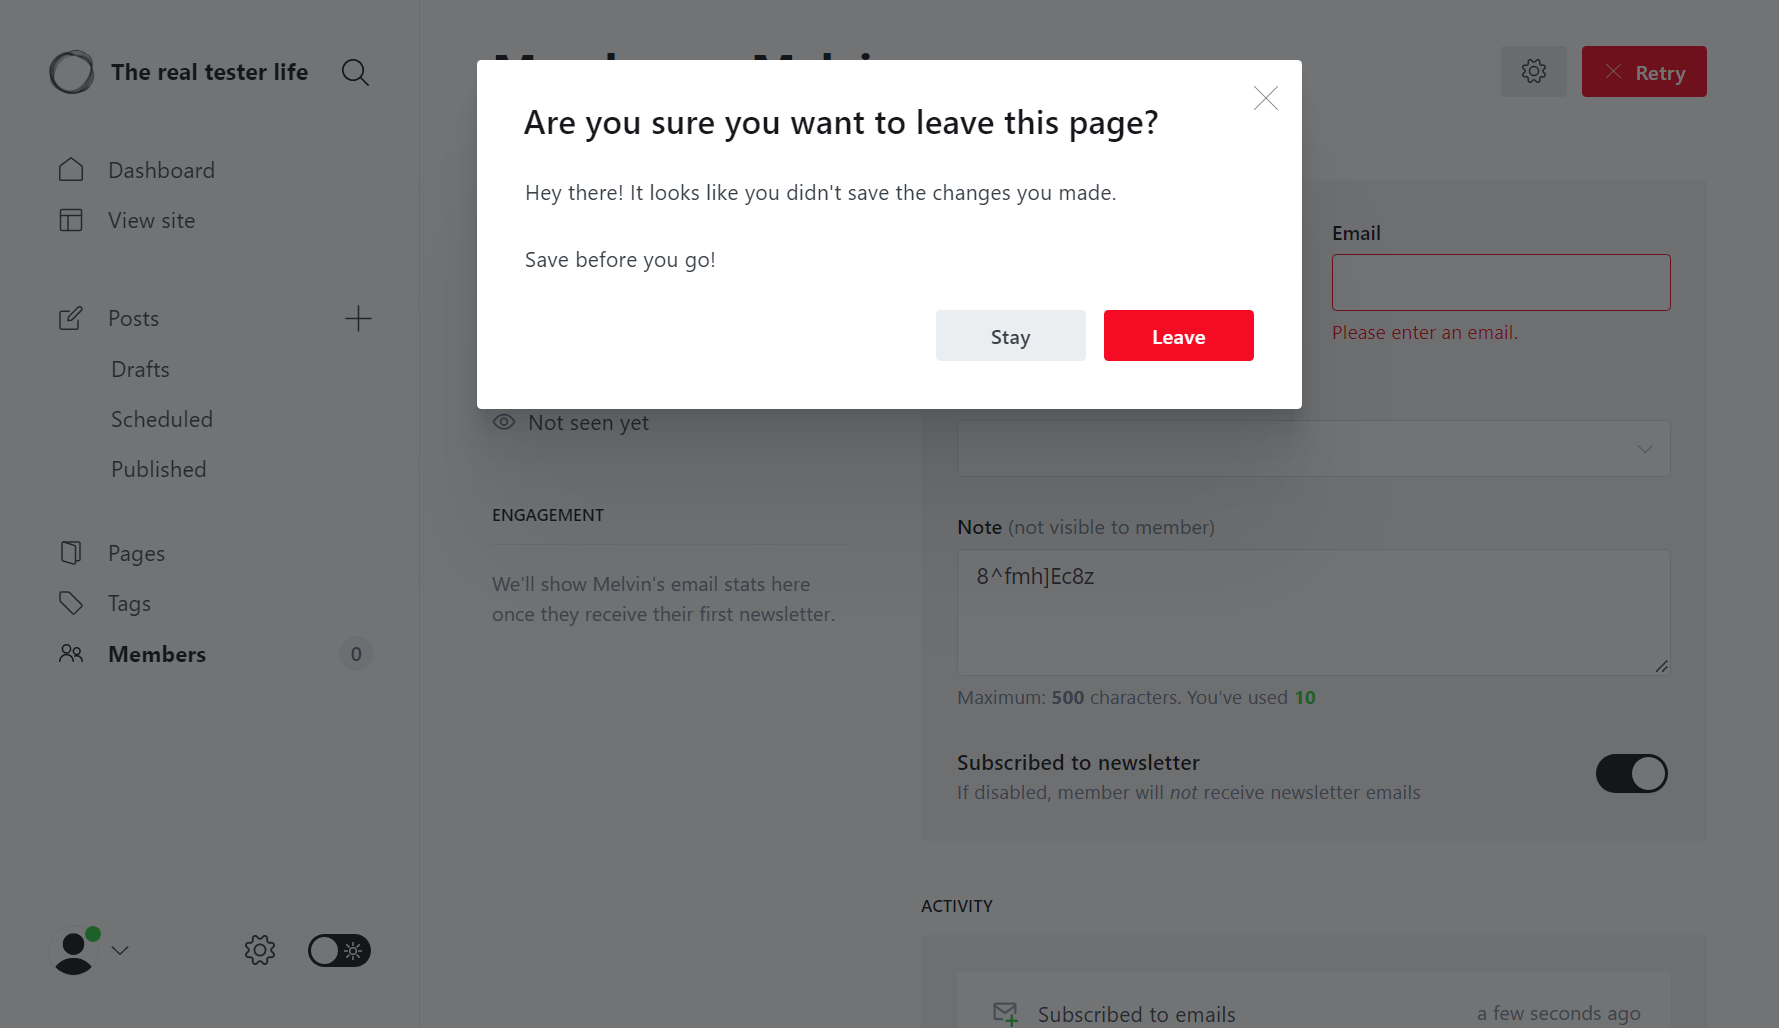 The real tester life
Dashboard
View site
Posts
Drafts
Scheduled
Published
Pages
Tags
Members
0
Retry
Are you sure you want to leave this page?
Hey there! It looks like you didn't save the changes you made.
Save before you go!
Stay
Leave
Email
Please enter an email.
Not seen yet
ENGAGEMENT
We'll show Melvin's email stats here
once they receive their first newsletter.
Note (not visible to member)
8^fmh]Ec8z
Maximum: 500 characters. You've used 10
Subscribed to newsletter
If disabled, member will not receive newsletter emails
ACTIVITY
Subscribed to emails
a few seconds ago